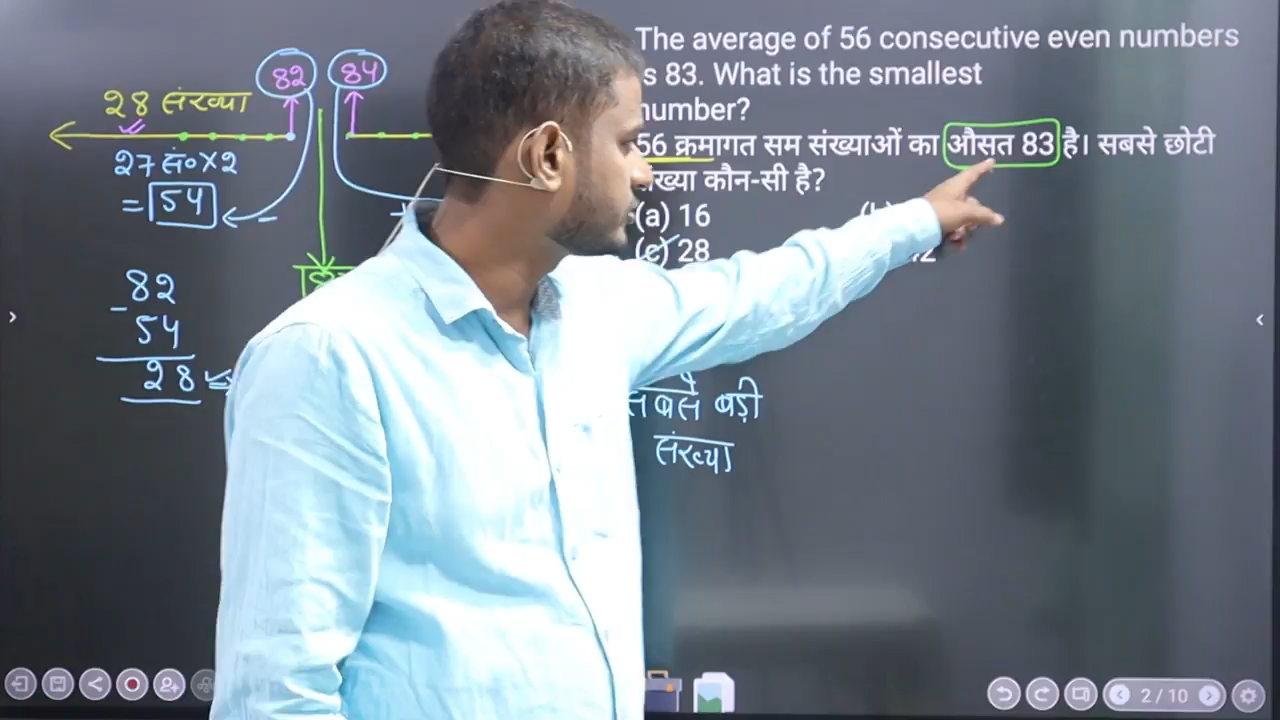 The average of 56 consecutive even numbers
is 83. What is the smallest
number?
56 क्रमागत सम संख्याओं का औसत 83 है। सबसे छोटी
संख्या कौन-सी है?
(a) 16
(c) 28
82 84
28 संख्या
27 सं० × 2
= 54
82
- 54
28
सबसे बड़ी
संख्या
2 / 10